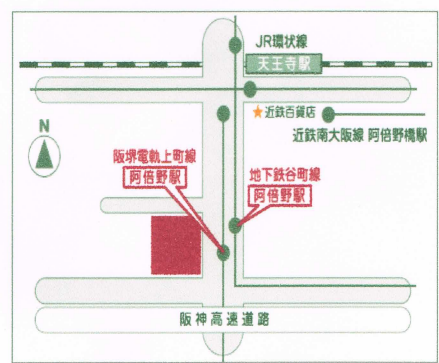 JR環状線
天王寺駅
★近鉄百貨店
近鉄南大阪線 阿倍野橋駅
N
阪堺電軌上町線
阿倍野駅
地下鉄谷町線
阿倍野駅
阪神高速道路